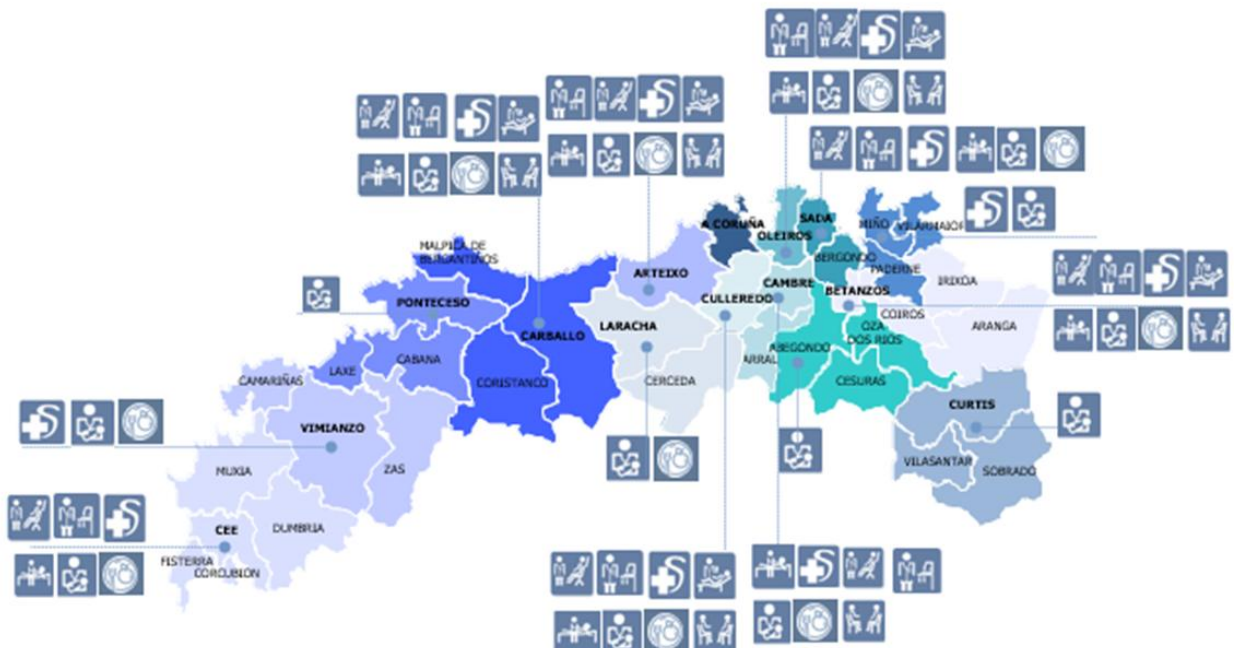 A CORUÑA
SADA
MIÑO
VILARMAIOR
OLEIROS
MALPICA DE
BERGANTIÑOS
BERGONDO
PADERNE
ARTEIXO
CAMBRE
BETANZOS
IRIXOA
PONTECESO
CULLEREDO
COIROS
CARBALLO
LARACHA
OZA
DOS RIOS
ARANGA
ABEGONDO
CABANA
LAXE
ARRAL
CAMARIÑAS
CORISTANCO
CERCEDA
CESURAS
CURTIS
VIMIANZO
MUXIA
ZAS
VILASANTAR
SOBRADO
CEE
DUMBRIA
FISTERRA
CORCUBION